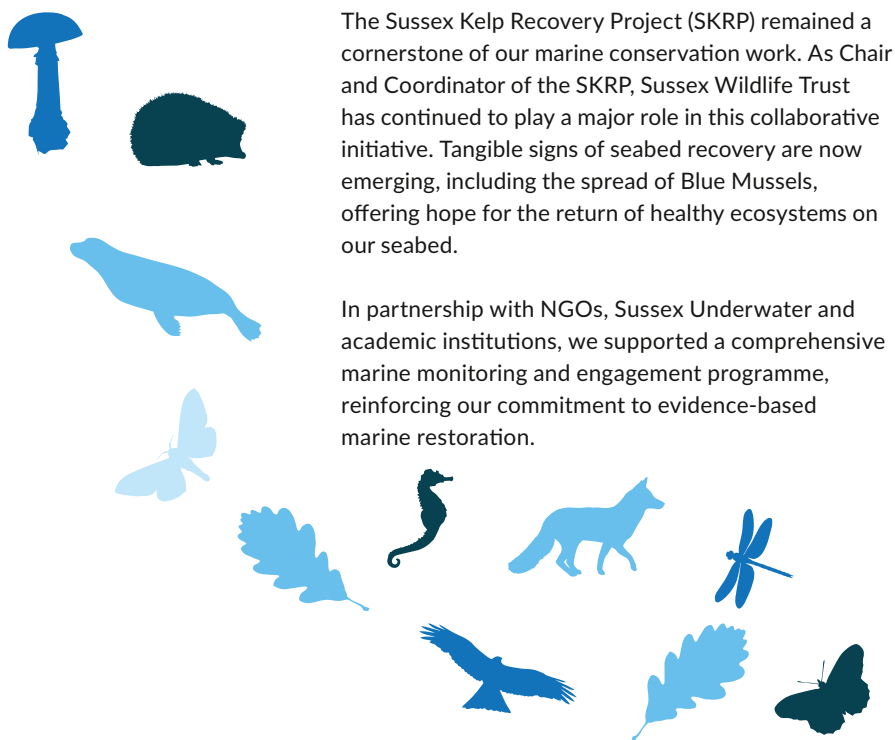 The Sussex Kelp Recovery Project (SKRP) remained a
cornerstone of our marine conservation work. As Chair
and Coordinator of the SKRP, Sussex Wildlife Trust
has continued to play a major role in this collaborative
initiative. Tangible signs of seabed recovery are now
emerging, including the spread of Blue Mussels,
offering hope for the return of healthy ecosystems on
our seabed.
In partnership with NGOs, Sussex Underwater and
academic institutions, we supported a comprehensive
marine monitoring and engagement programme,
reinforcing our commitment to evidence-based
marine restoration.